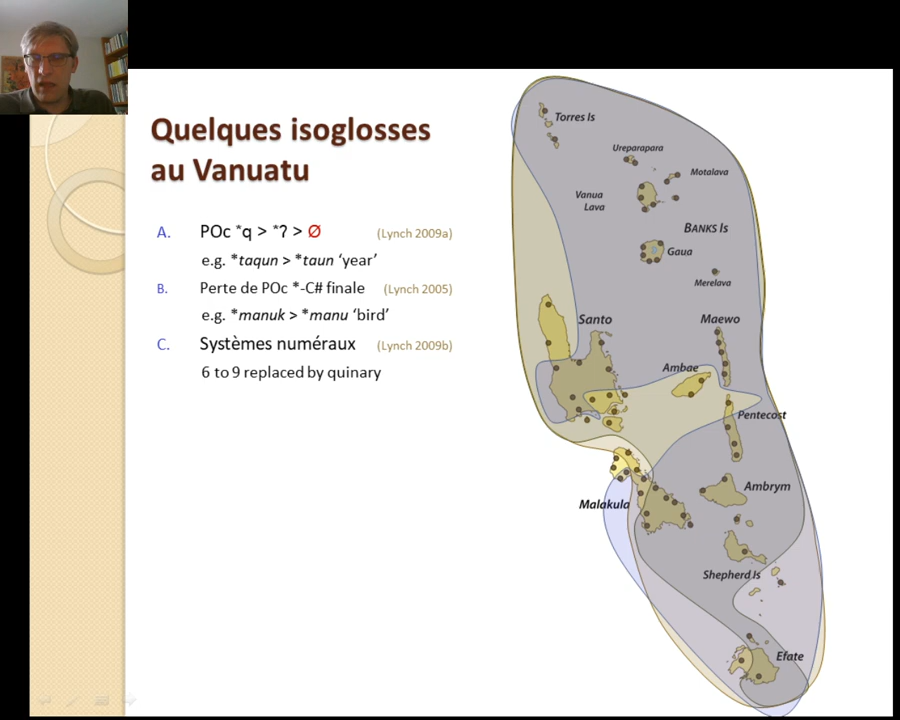 Quelques isoglosses
au Vanuatu
A. POc *q > *ʔ > Ø (Lynch 2009a)
e.g. *taqun > *taun ‘year’
B. Perte de POc *-C# finale (Lynch 2005)
e.g. *manuk > *manu ‘bird’
C. Systèmes numéraux (Lynch 2009b)
6 to 9 replaced by quinary
Torres Is
Ureparapara
Motalava
Vanua
Lava
BANKS Is
Gaua
Merelava
Santo
Maewo
Ambae
Pentecost
Ambrym
Malakula
Shepherd Is
Efate